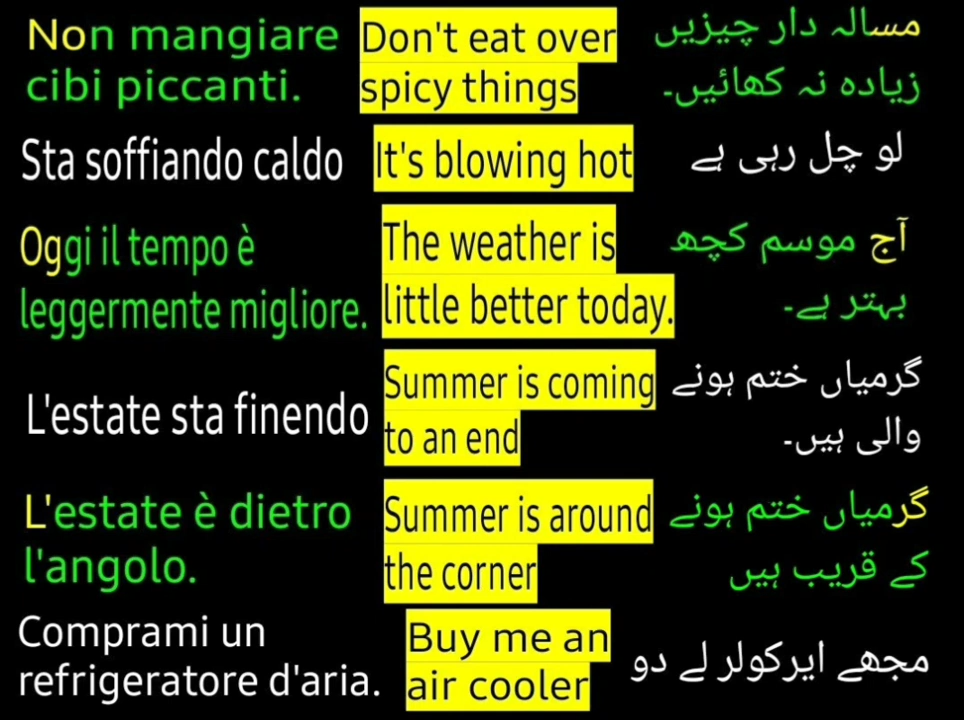 Non mangiare
cibi piccanti.
Don't eat over
spicy things
مسالہ دار چیزیں
زیادہ نہ کھائیں۔
Sta soffiando caldo
It's blowing hot
لو چل رہی ہے
Oggi il tempo è
leggermente migliore.
The weather is
little better today.
آج موسم کچھ
بہتر ہے۔
L'estate sta finendo
Summer is coming
to an end
گرمیاں ختم ہونے
والی ہیں۔
L'estate è dietro
l'angolo.
Summer is around
the corner
گرمیاں ختم ہونے
کے قریب ہیں
Comprami un
refrigeratore d'aria.
Buy me an
air cooler
مجھے ایرکولر لے دو